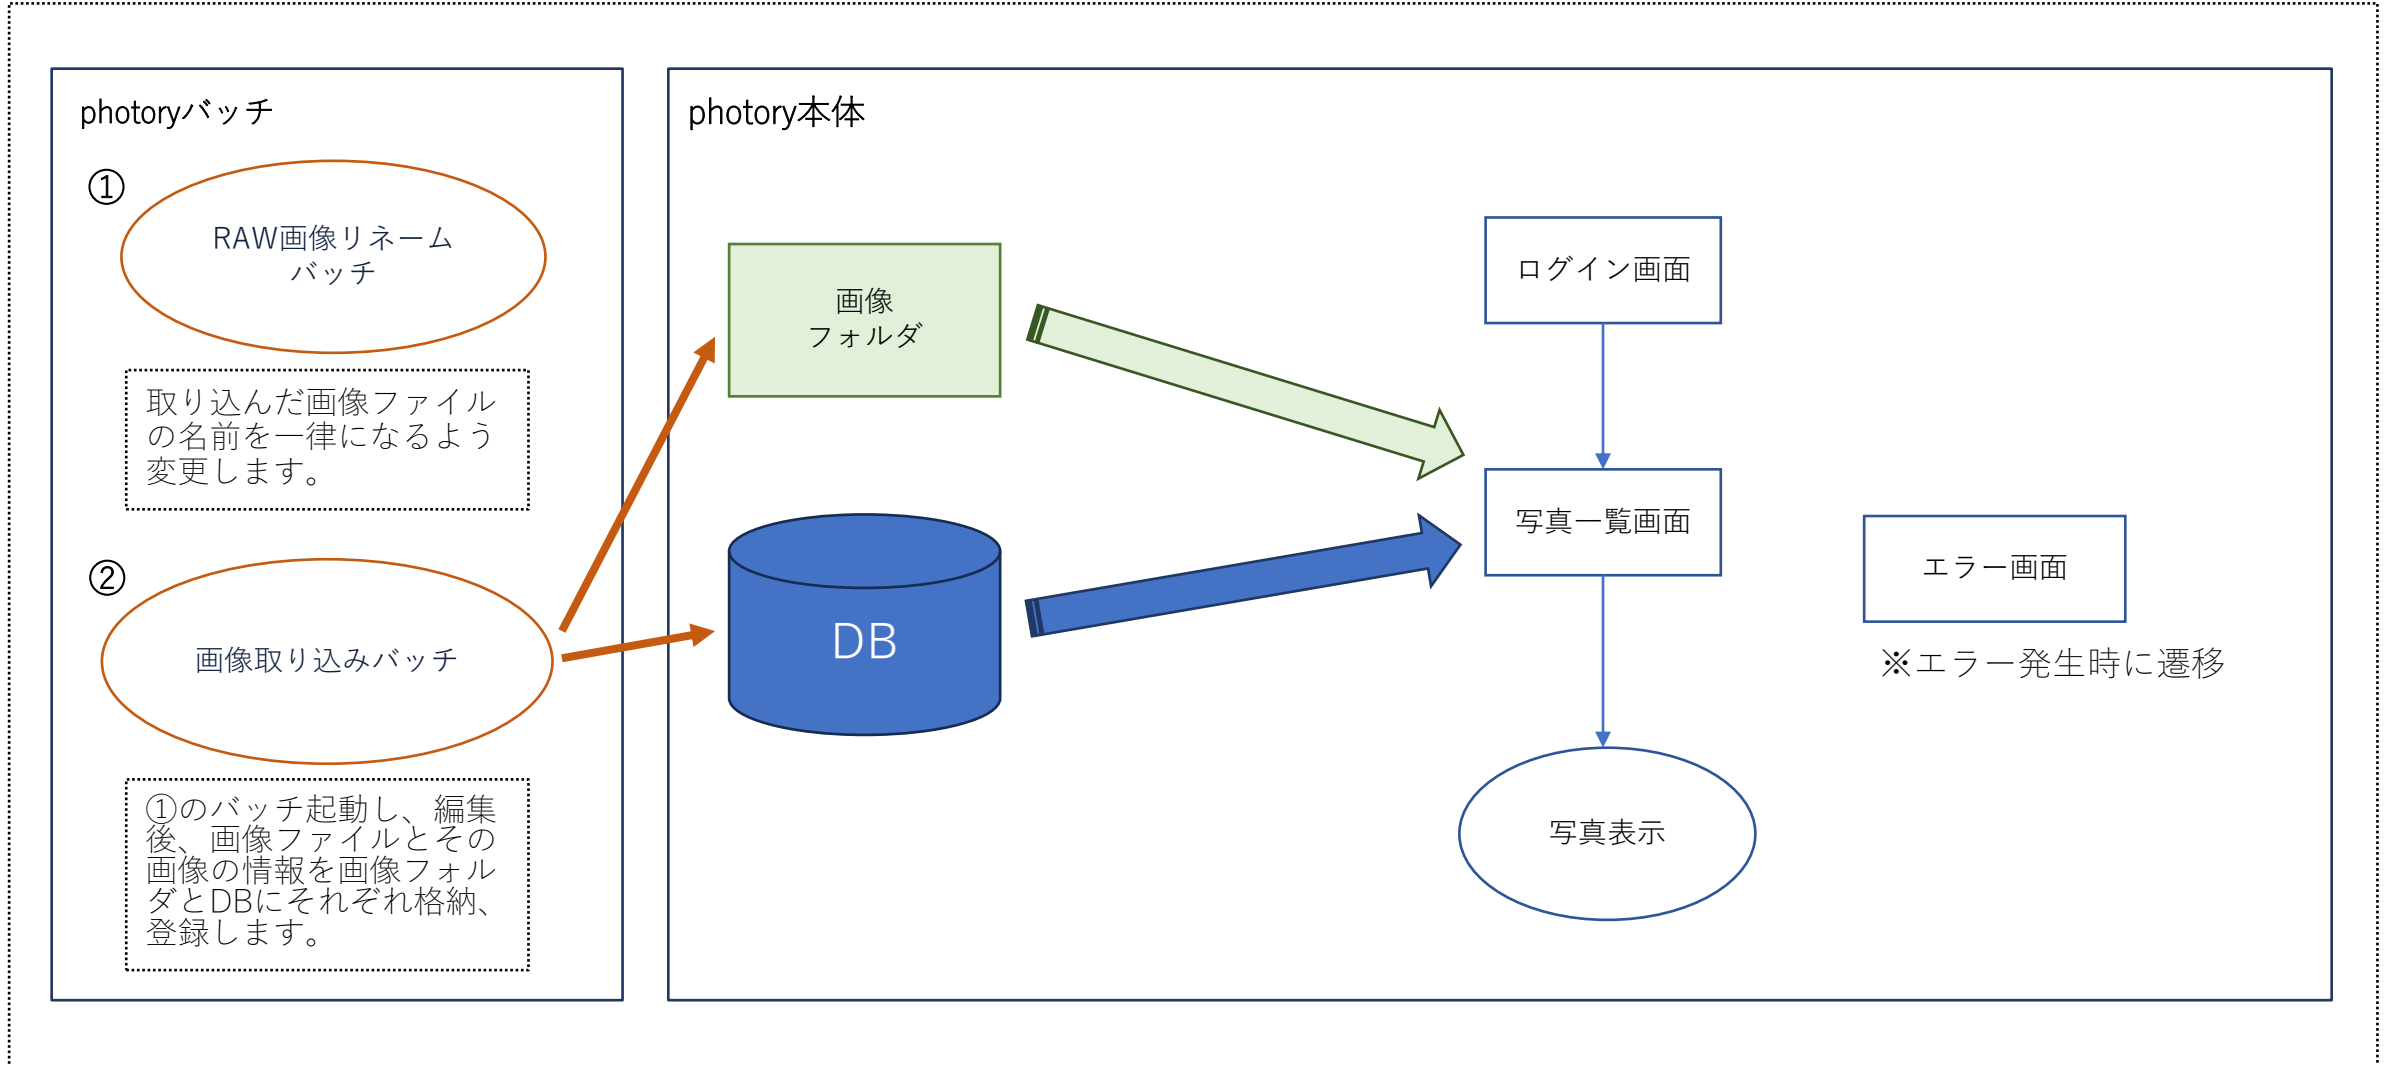 photoryバッチ
①
RAW画像リネーム
バッチ
取り込んだ画像ファイル
の名前を一律になるよう
変更します。
②
画像取り込みバッチ
①のバッチ起動し、編集
後、画像ファイルとその
画像の情報を画像フォル
ダとDBにそれぞれ格納、
登録します。
photory本体
画像
フォルダ
DB
ログイン画面
写真一覧画面
写真表示
エラー画面
※エラー発生時に遷移